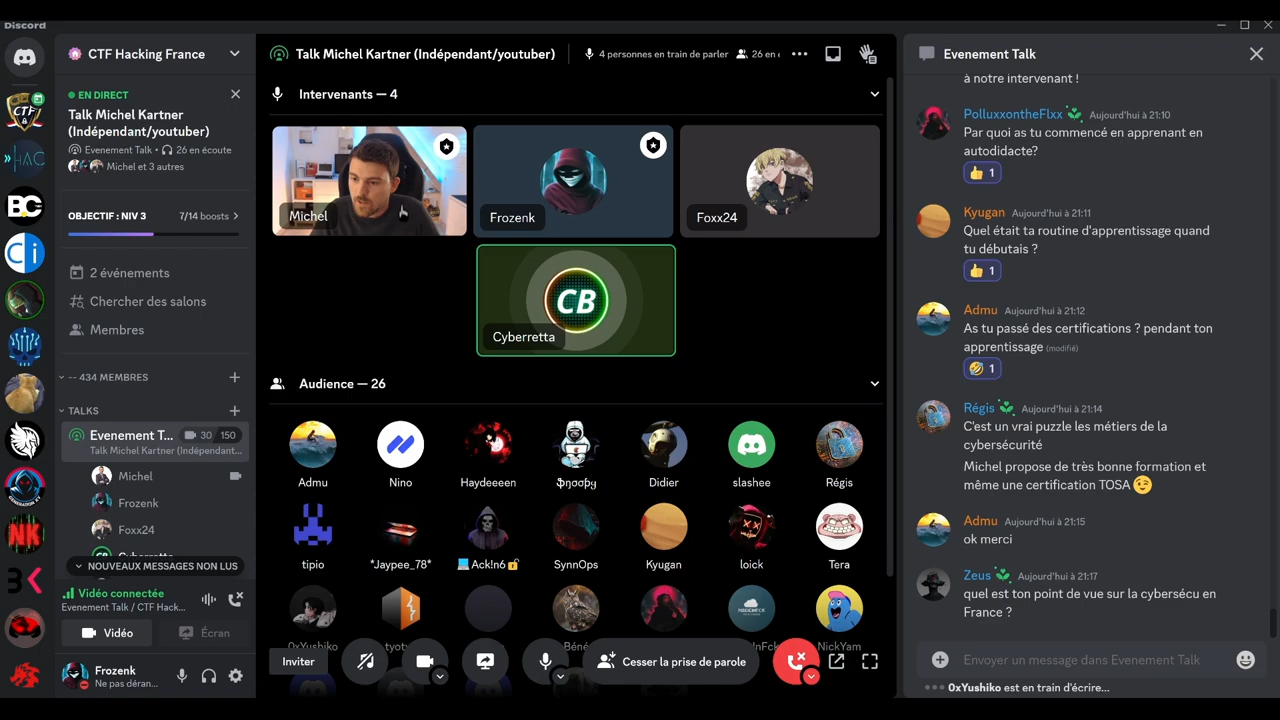 Discord
CTF Hacking France
EN DIRECT
Talk Michel Kartner
(Indépendant/youtuber)
Evenement Talk • 26 en écoute
Michel et 3 autres
OBJECTIF : NIV 3
7/14 boosts
2 événements
Chercher des salons
Membres
-- 434 MEMBRES
TALKS
Evenement T...
30 150
Talk Michel Kartner (Indépendant...
Michel
Frozenk
Foxx24
Cyberretta
NOUVEAUX MESSAGES NON LUS
Vidéo connectée
Evenement Talk / CTF Hack...
Vidéo
Écran
Frozenk
Ne pas déran...
Talk Michel Kartner (Indépendant/youtuber)
4 personnes en train de parler
26 en
Intervenants — 4
Michel
Frozenk
Foxx24
CB
Cyberretta
Audience — 26
Admu
Nino
Haydeeeen
Didier
slashee
Régis
tipio
*Jaypee_78*
💻Ack!n6🔓
SynnOps
Kyugan
loick
Tera
0xYushiko
NickYam
Inviter
Cesser la prise de parole
Evenement Talk
à notre intervenant !
PolluxxontheFlxx Aujourd'hui à 21:10
Par quoi as tu commencé en apprenant en
autodidacte?
👍 1
Kyugan Aujourd'hui à 21:11
Quel était ta routine d'apprentissage quand
tu débutais ?
👍 1
Admu Aujourd'hui à 21:12
As tu passé des certifications ? pendant ton
apprentissage (modifié)
🤣 1
Régis Aujourd'hui à 21:14
C'est un vrai puzzle les métiers de la
cybersécurité
Michel propose de très bonne formation et
même une certification TOSA 😉
Admu Aujourd'hui à 21:15
ok merci
Zeus Aujourd'hui à 21:17
quel est ton point de vue sur la cybersécu en
France ?
Envoyer un message dans Evenement Talk
0xYushiko est en train d'écrire...